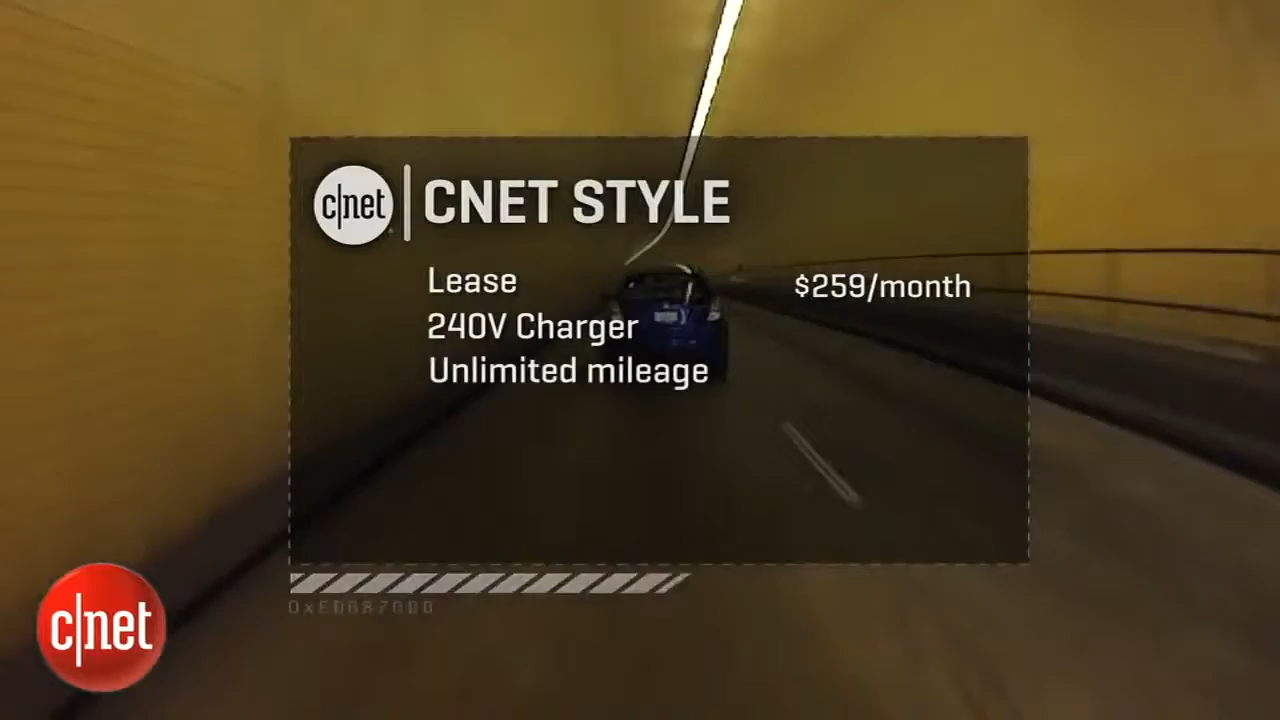 c|net
CNET STYLE
Lease $259/month
240V Charger
Unlimited mileage
c|net